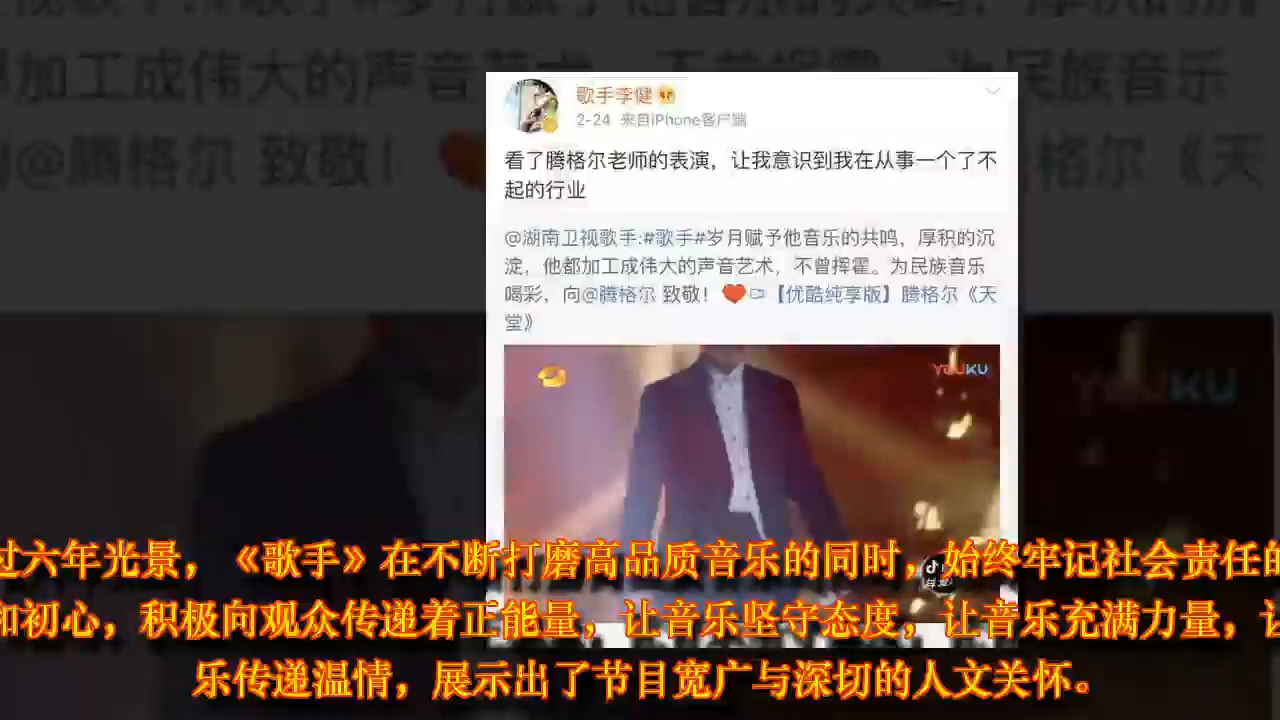 歌手李健
2-24 来自iPhone客户端
看了腾格尔老师的表演，让我意识到我在从事一个了不
起的行业
@湖南卫视歌手:#歌手#岁月赋予他音乐的共鸣，厚积的沉
淀，他都加工成伟大的声音艺术，不曾挥霍。为民族音乐
喝彩，向@腾格尔 致敬！【优酷纯享版】腾格尔《天
堂》
YOUKU
过六年光景，《歌手》在不断打磨高品质音乐的同时，始终牢记社会责任的
和初心，积极向观众传递着正能量，让音乐坚守态度，让音乐充满力量，让
乐传递温情，展示出了节目宽广与深切的人文关怀。